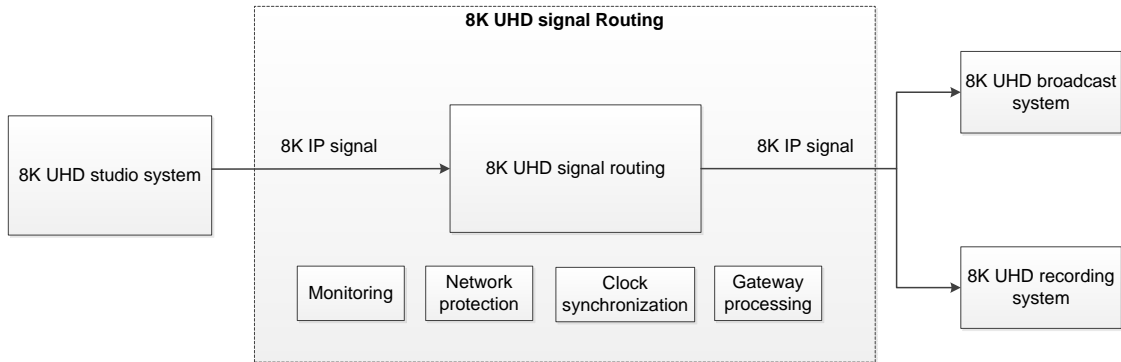 8K UHD signal Routing
8K UHD studio system
8K IP signal
8K UHD signal routing
8K IP signal
8K UHD broadcast
system
8K UHD recording
system
Monitoring
Network
protection
Clock
synchronization
Gateway
processing